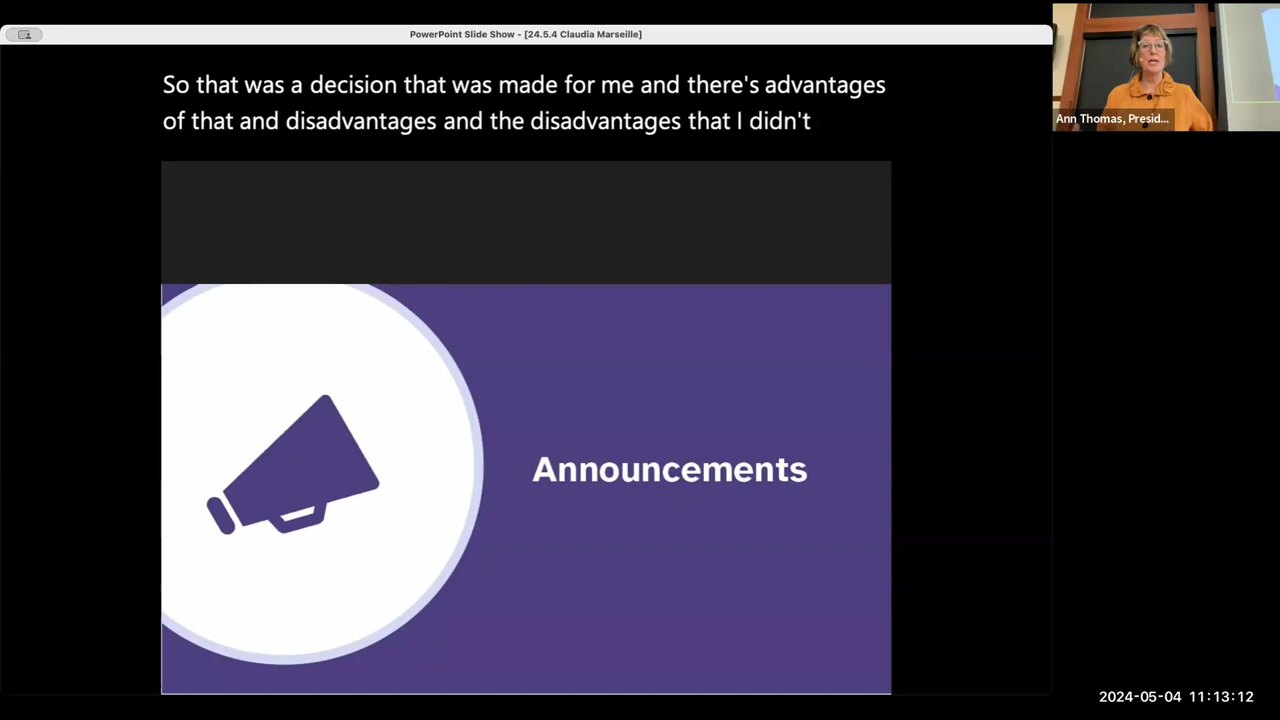 PowerPoint Slide Show - [24.5.4 Claudia Marseille]
So that was a decision that was made for me and there's advantages
of that and disadvantages and the disadvantages that I didn't
Ann Thomas, Presid...
Announcements
2024-05-04 11:13:12